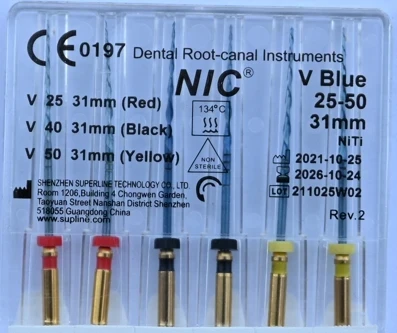 CE 0197 Dental Root-canal Instruments
NIC®
V Blue
25-50
31mm
NiTi
V 25 31mm (Red)
V 40 31mm (Black)
V 50 31mm (Yellow)
134°C
NON
STERILE
2021-10-25
2026-10-24
LOT 211025W02
Rev.2
SHENZHEN SUPERLINE TECHNOLOGY CO., LTD.
Room 1206,Building 4 Chongwen Garden,
Taoyuan Street Nanshan District Shenzhen
518055 Guangdong China
www.supline.com